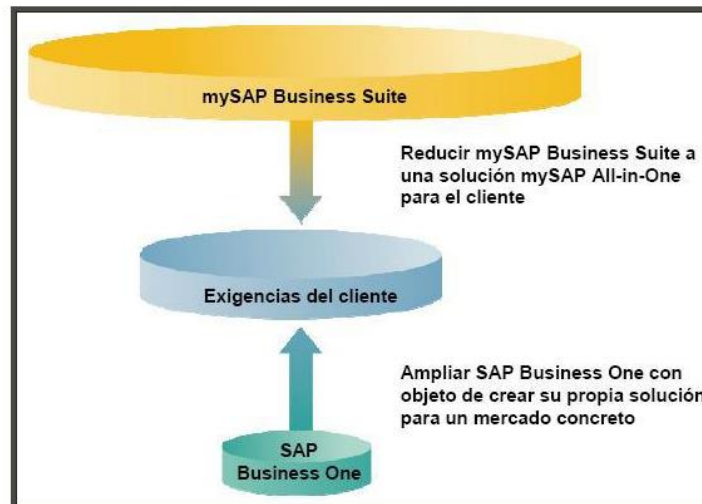 mySAP Business Suite
Reducir mySAP Business Suite a
una solución mySAP All-in-One
para el cliente
Exigencias del cliente
Ampliar SAP Business One con
objeto de crear su propia solución
para un mercado concreto
SAP
Business One